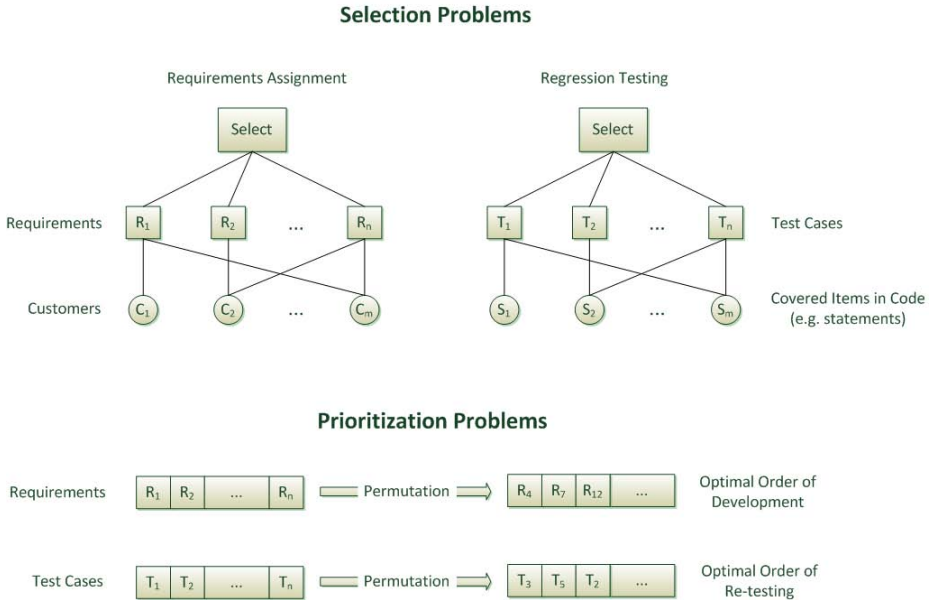 Selection Problems
Requirements Assignment
Regression Testing
Select
Select
Requirements
R1
R2
...
Rn
T1
T2
...
Tn
Test Cases
Customers
C1
C2
...
Cm
S1
S2
...
Sm
Covered Items in Code
(e.g. statements)
Prioritization Problems
Requirements
R1
R2
...
Rn
Permutation
R4
R7
R12
...
Optimal Order of
Development
Test Cases
T1
T2
...
Tn
Permutation
T3
T5
T2
...
Optimal Order of
Re-testing